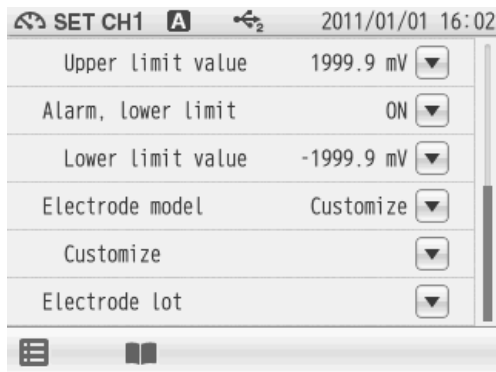 SET CH1 A 2 2011/01/01 16:02
Upper limit value 1999.9 mV
Alarm, lower limit ON
Lower limit value -1999.9 mV
Electrode model Customize
Customize
Electrode lot